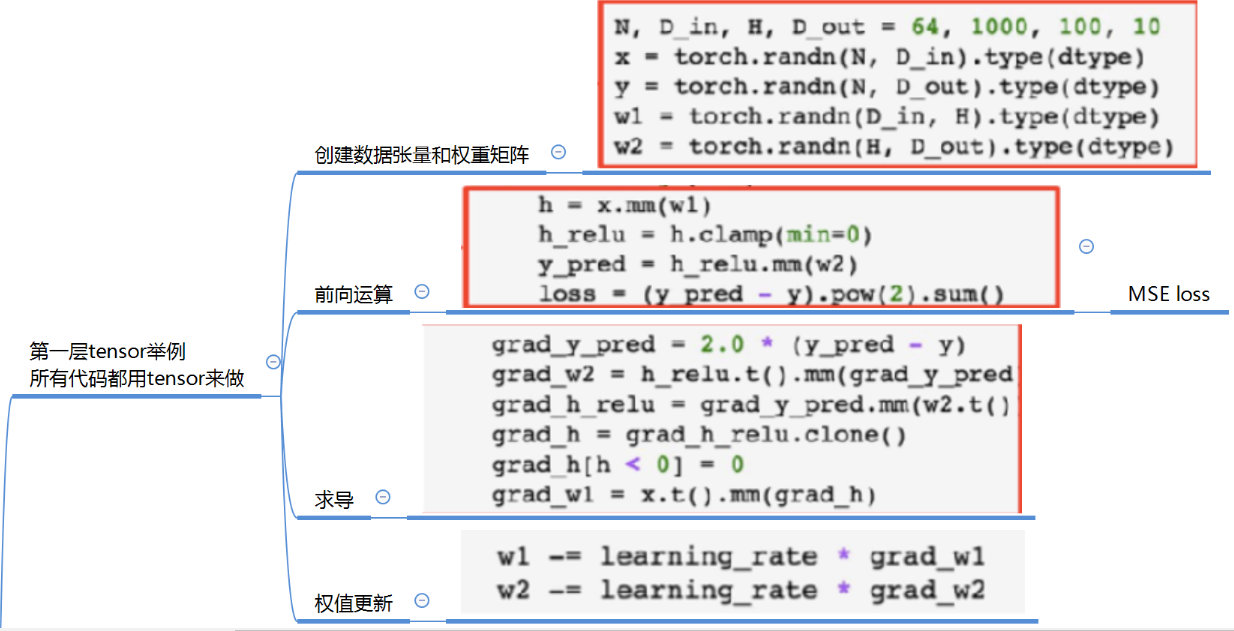 第一层tensor举例
所有代码都用tensor来做
创建数据张量和权重矩阵
N, D_in, H, D_out = 64, 1000, 100, 10
x = torch.randn(N, D_in).type(dtype)
y = torch.randn(N, D_out).type(dtype)
w1 = torch.randn(D_in, H).type(dtype)
w2 = torch.randn(H, D_out).type(dtype)
前向运算
h = x.mm(w1)
h_relu = h.clamp(min=0)
y_pred = h_relu.mm(w2)
loss = (y_pred - y).pow(2).sum()
MSE loss
求导
grad_y_pred = 2.0 * (y_pred - y)
grad_w2 = h_relu.t().mm(grad_y_pred
grad_h_relu = grad_y_pred.mm(w2.t()
grad_h = grad_h_relu.clone()
grad_h[h < 0] = 0
grad_w1 = x.t().mm(grad_h)
权值更新
w1 -= learning_rate * grad_w1
w2 -= learning_rate * grad_w2